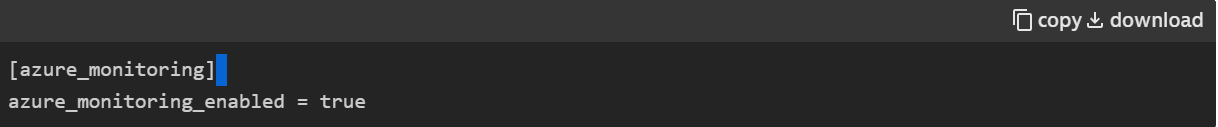 copy download
[azure_monitoring]
azure_monitoring_enabled = true